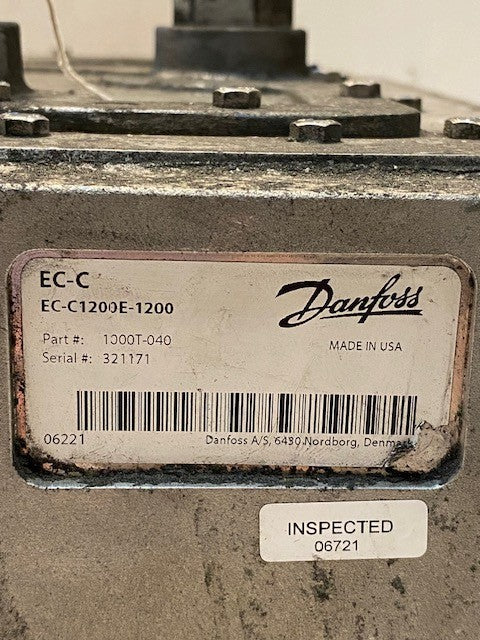 EC-C
EC-C1200E-1200
Danfoss
Part #: 1000T-040
MADE IN USA
Serial #: 321171
06221
Danfoss A/S, 6430 Nordborg, Denmark
INSPECTED
06721